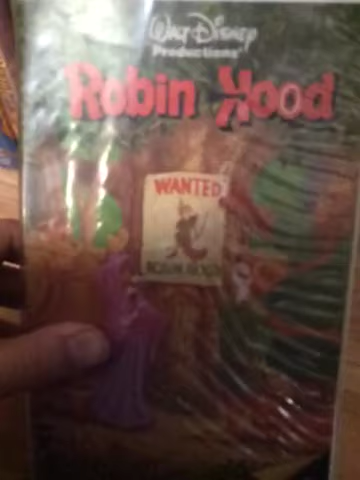 Walt Disney
Productions'
Robin Hood
WANTED
ROBIN HOOD